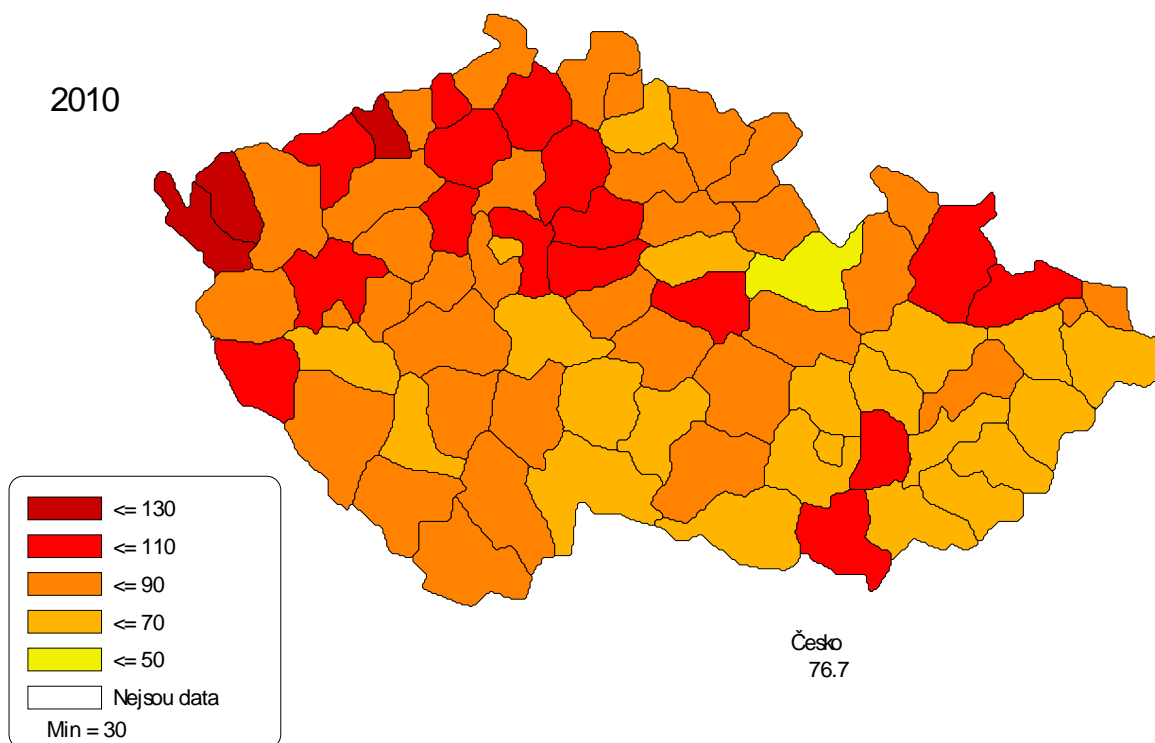 2010
<= 130
<= 110
<= 90
<= 70
<= 50
Nejsou data
Min = 30
Česko
76.7